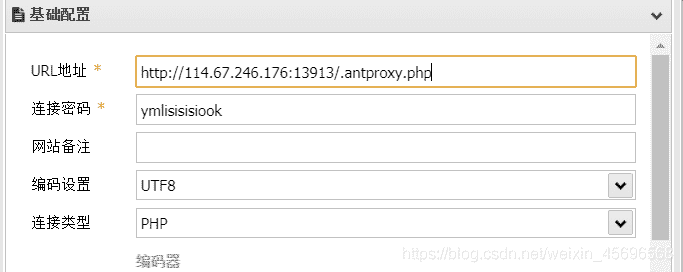 基础配置
URL地址 * http://114.67.246.176:13913/.antproxy.php
连接密码 * ymlisisisiook
网站备注
编码设置 UTF8
连接类型 PHP
编码器
https://blog.csdn.net/weixin_45696568